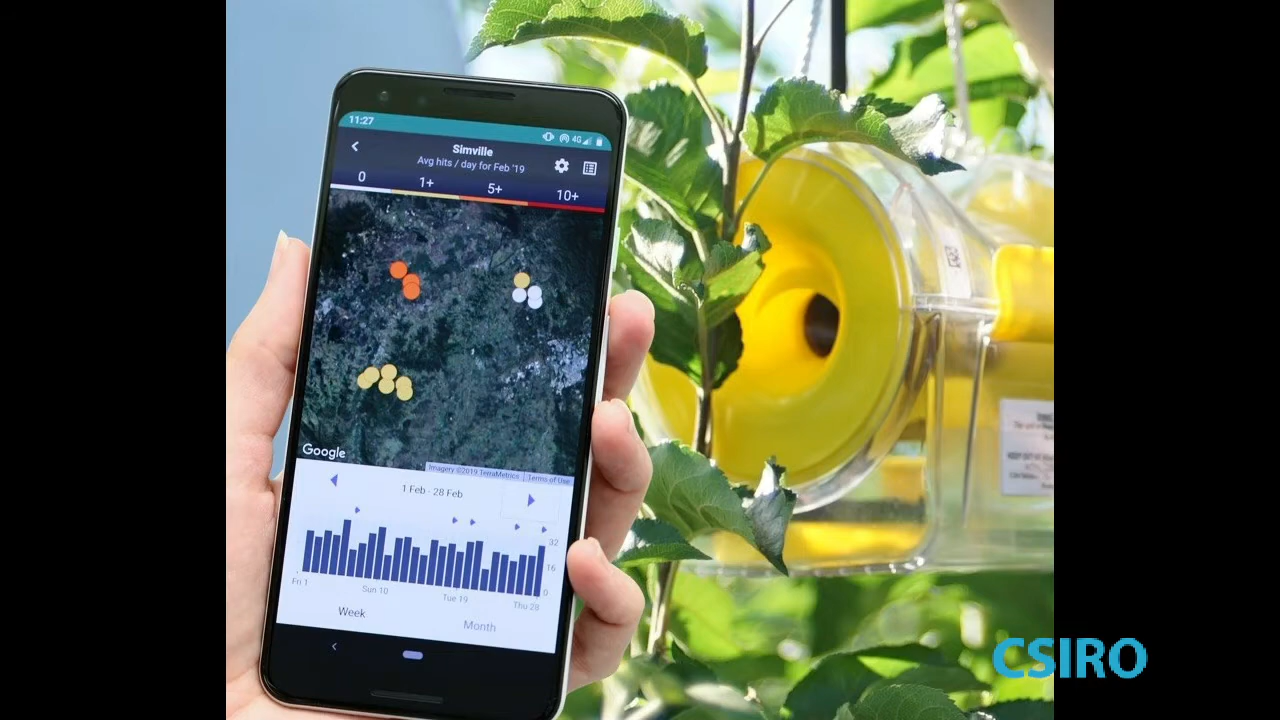 11:27
4G
Simville
Avg hits / day for Feb '19
0 1+ 5+ 10+
Google
Imagery ©2019 TerraMetrics Terms of Use
1 Feb - 28 Feb
32
16
0
Fri 1 Sun 10 Tue 19 Thu 28
Week Month
CSIRO